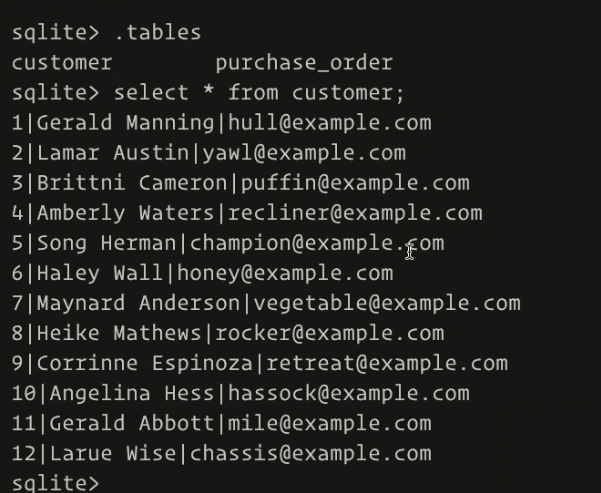 sqlite> .tables
customer        purchase_order
sqlite> select * from customer;
1|Gerald Manning|hull@example.com
2|Lamar Austin|yawl@example.com
3|Brittni Cameron|puffin@example.com
4|Amberly Waters|recliner@example.com
5|Song Herman|champion@example.com
6|Haley Wall|honey@example.com
7|Maynard Anderson|vegetable@example.com
8|Heike Mathews|rocker@example.com
9|Corrinne Espinoza|retreat@example.com
10|Angelina Hess|hassock@example.com
11|Gerald Abbott|mile@example.com
12|Larue Wise|chassis@example.com
sqlite>